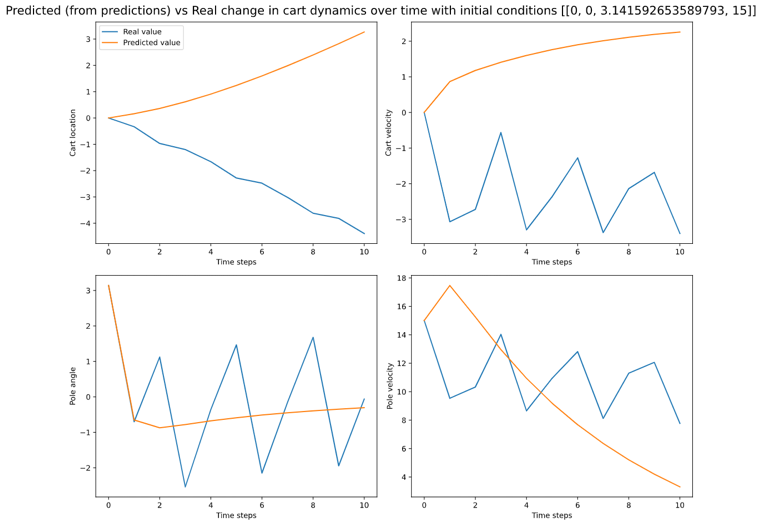 Predicted (from predictions) vs Real change in cart dynamics over time with initial conditions [[0, 0, 3.141592653589793, 15]]
Real value
Predicted value
3
2
1
0
−1
−2
−3
−4
Cart location
0 2 4 6 8 10
Time steps
2
1
0
−1
−2
−3
Cart velocity
0 2 4 6 8 10
Time steps
3
2
1
0
−1
−2
Pole angle
0 2 4 6 8 10
Time steps
18
16
14
12
10
8
6
4
Pole velocity
0 2 4 6 8 10
Time steps